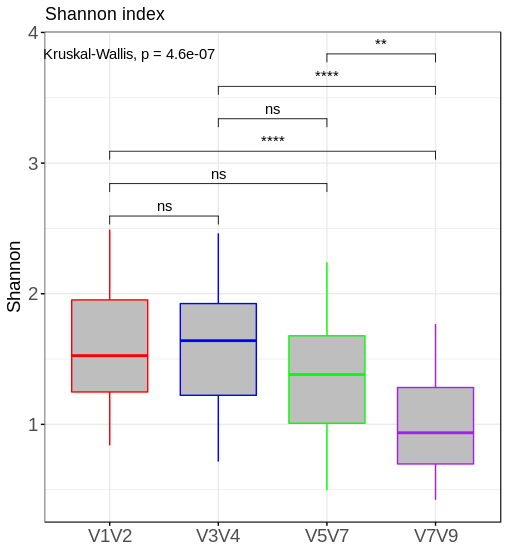 Shannon index
4
Kruskal-Wallis, p = 4.6e-07
**
****
ns
****
3
ns
ns
Shannon
2
1
V1V2 V3V4 V5V7 V7V9